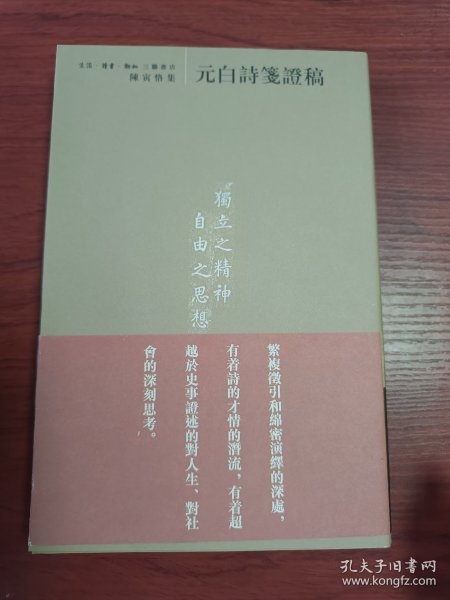 生活·讀書·新知 三聯書店
陳寅恪集
元白詩箋證稿
獨立之精神
自由之思想
繁複徵引和綿密演繹的深處，
有着詩的才情的潛流，有着超
越於史事證述的對人生、對社
會的深刻思考。
孔夫子旧书网
www.kongfz.com